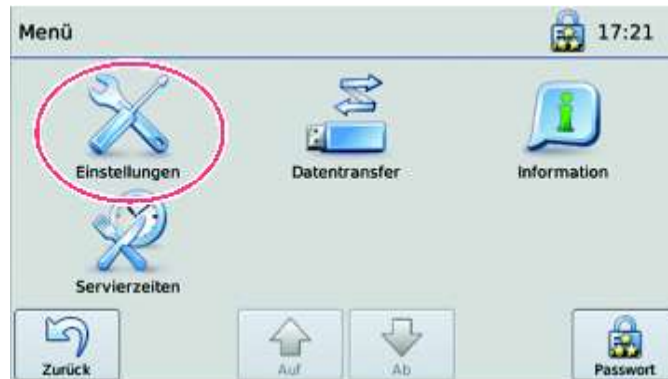 Menü 17:21
Einstellungen Datentransfer Information
Servierzeiten
Zurück Auf Ab Passwort